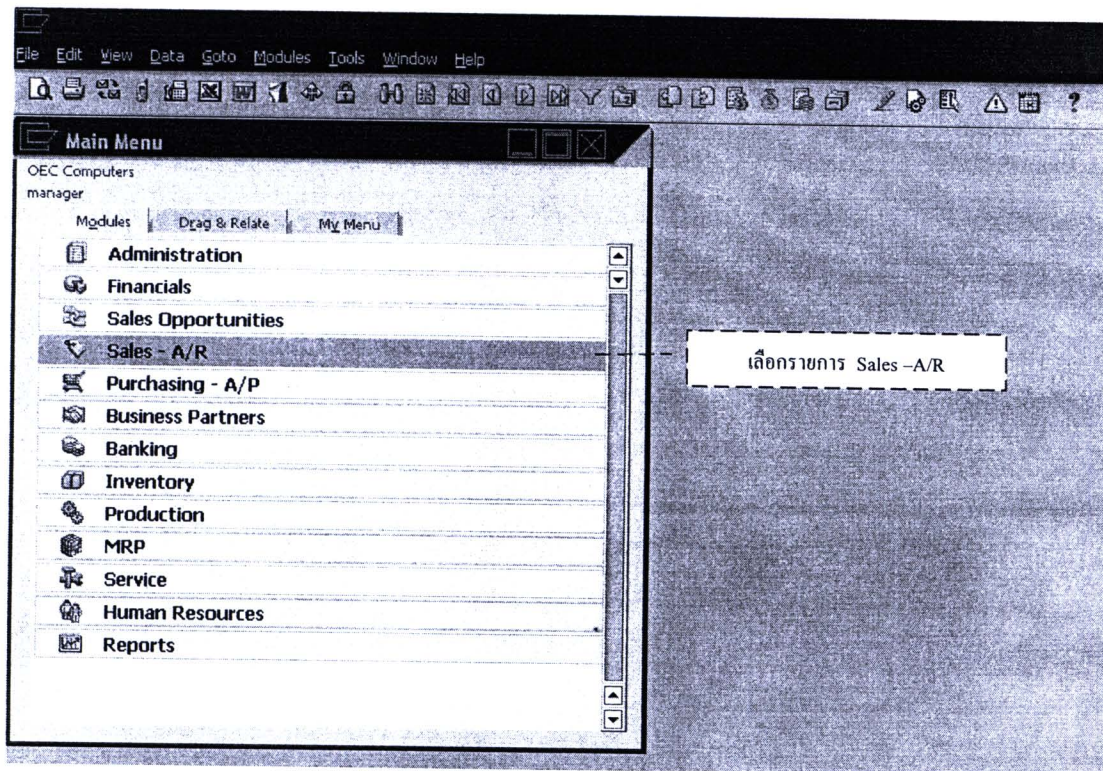 File Edit View Data Goto Modules Tools Window Help
Main Menu
OEC Computers
manager
Modules Drag & Relate My Menu
Administration
Financials
Sales Opportunities
Sales - A/R
เลือกรายการ Sales –A/R
Purchasing - A/P
Business Partners
Banking
Inventory
Production
MRP
Service
Human Resources
Reports